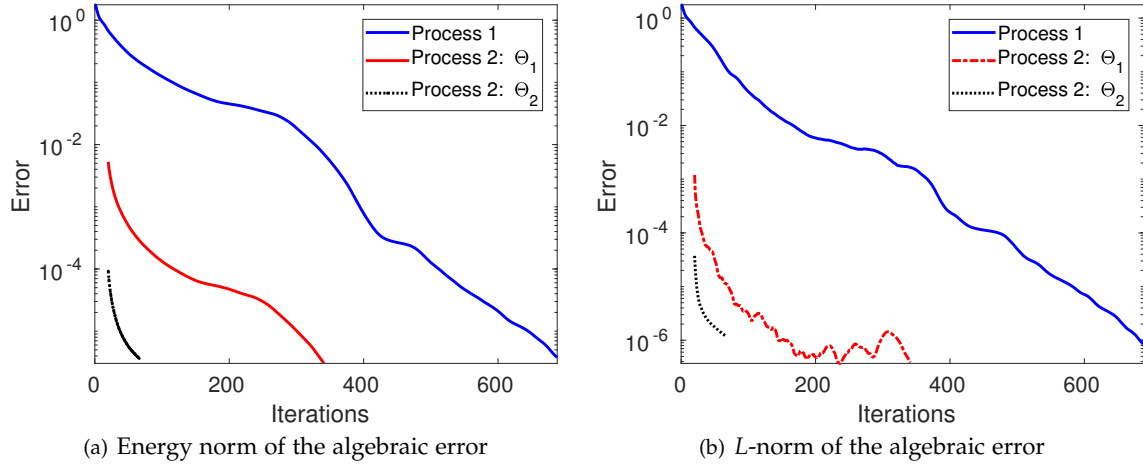 10^0
10^-2
10^-4
Error
0
200
400
600
Iterations
Process 1
Process 2: Θ_1
Process 2: Θ_2
(a) Energy norm of the algebraic error
10^0
10^-2
10^-4
10^-6
Error
0
200
400
600
Iterations
Process 1
Process 2: Θ_1
Process 2: Θ_2
(b) L-norm of the algebraic error